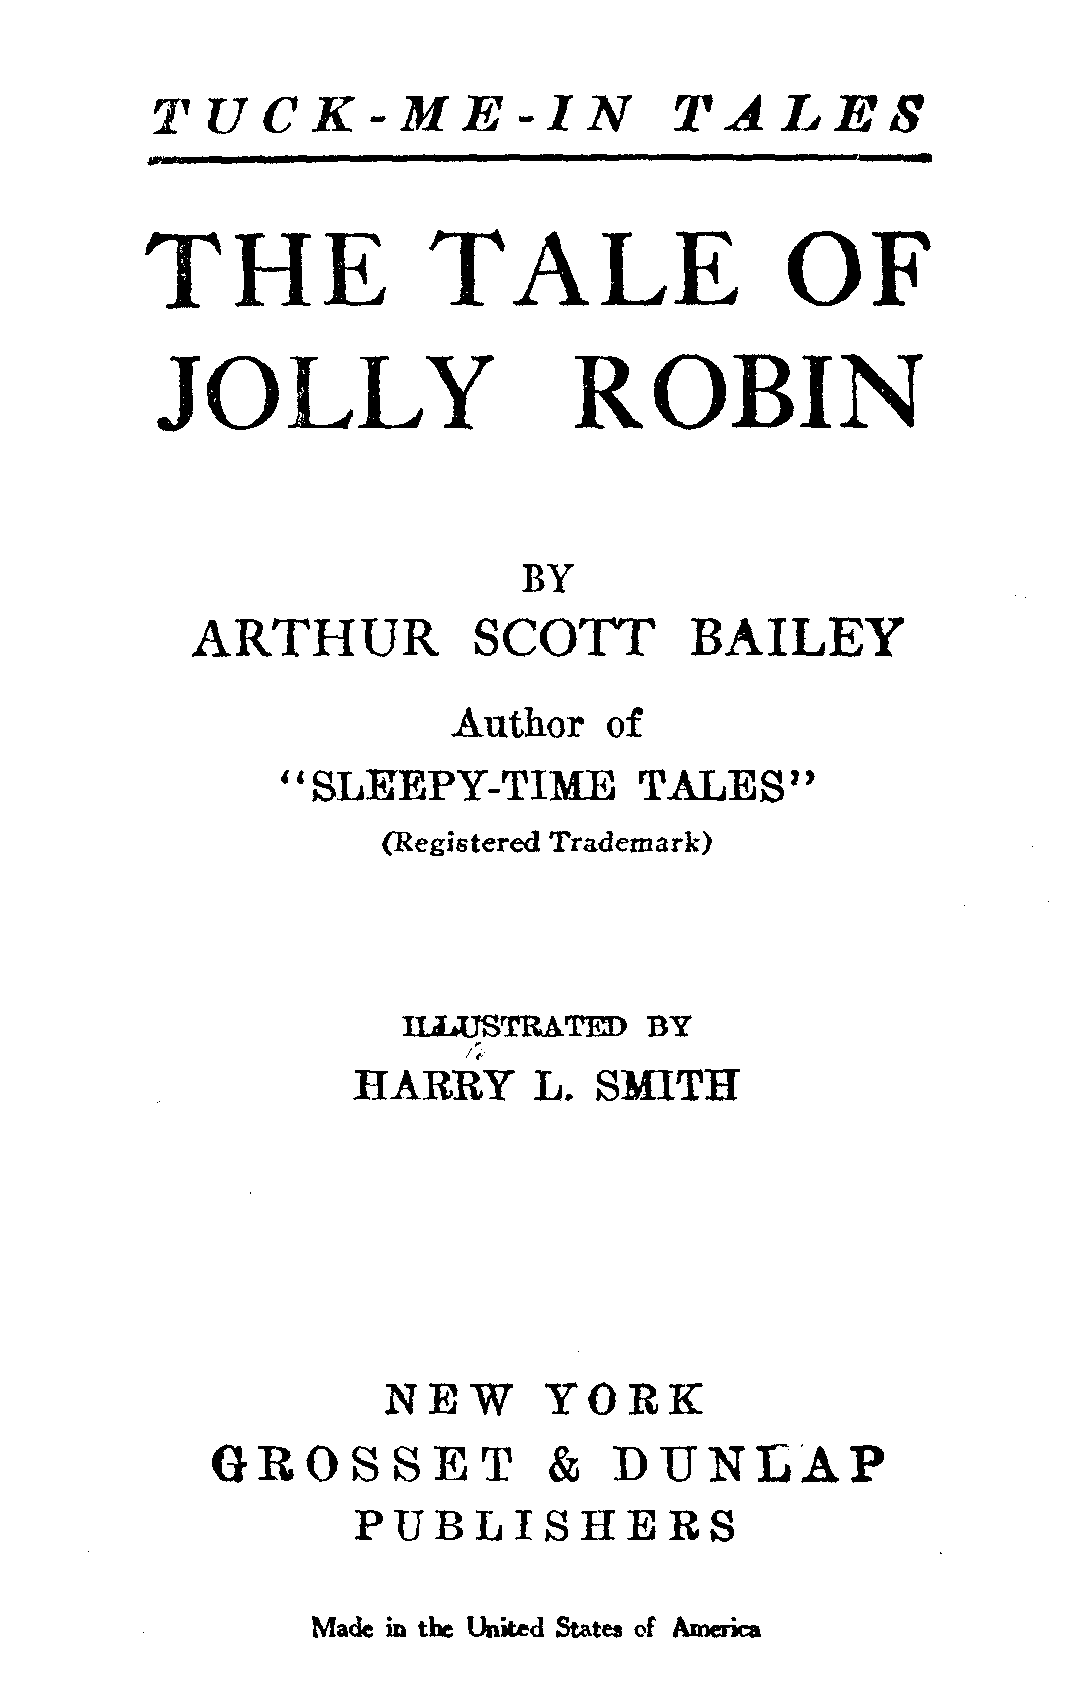 TUCK-ME-IN TALES
THE TALE OF
JOLLY ROBIN
BY
ARTHUR SCOTT BAILEY
Author of
"SLEEPY-TIME TALES"
(Registered Trademark)
ILLUSTRATED BY
HARRY L. SMITH
NEW YORK
GROSSET & DUNLAP
PUBLISHERS
Made in the United States of America